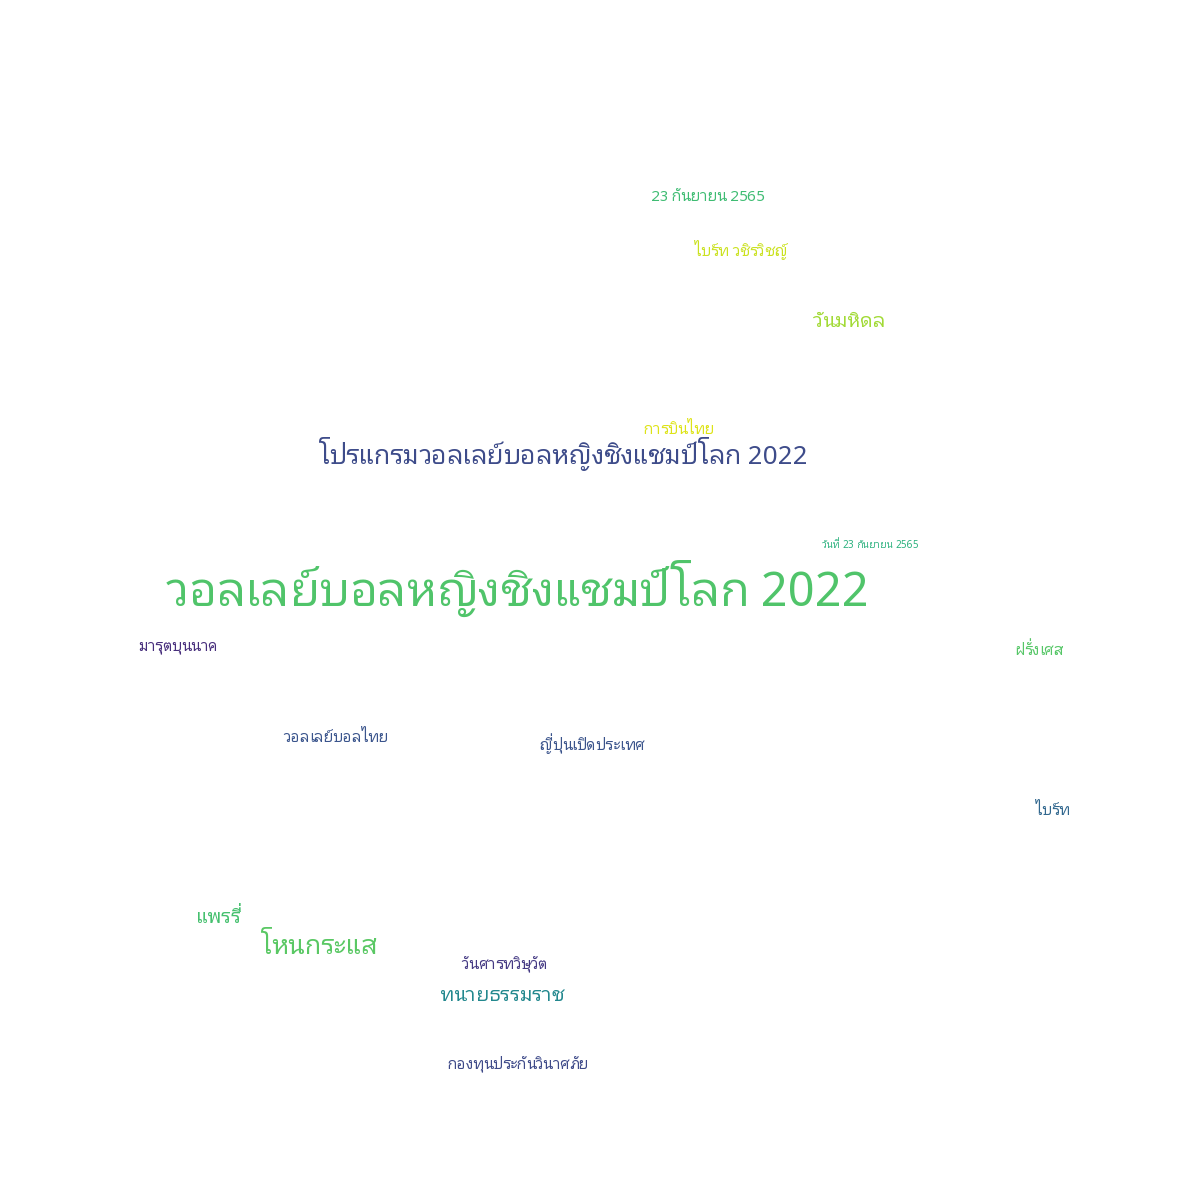 23 กันยายน 2565
ไบร์ท วชิรวิชญ์
วันมหิดล
การบินไทย
โปรแกรมวอลเลย์บอลหญิงชิงแชมป์โลก 2022
วันที่ 23 กันยายน 2565
วอลเลย์บอลหญิงชิงแชมป์โลก 2022
มารุตบุนนาค
ฝรั่งเศส
วอลเลย์บอลไทย
ญี่ปุ่นเปิดประเทศ
ไบร์ท
แพรรี่
โหนกระแส
วันศารทวิษุวัต
ทนายธรรมราช
กองทุนประกันวินาศภัย